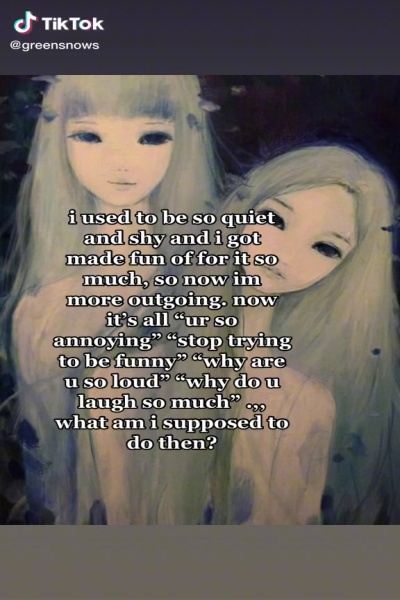 TikTok
@greensnows
i used to be so quiet
and shy and i got
made fun of for it so
much, so now im
more outgoing. now
it's all “ur so
annoying” “stop trying
to be funny” “why are
u so loud” “why do u
laugh so much” .,,
what am i supposed to
do then?